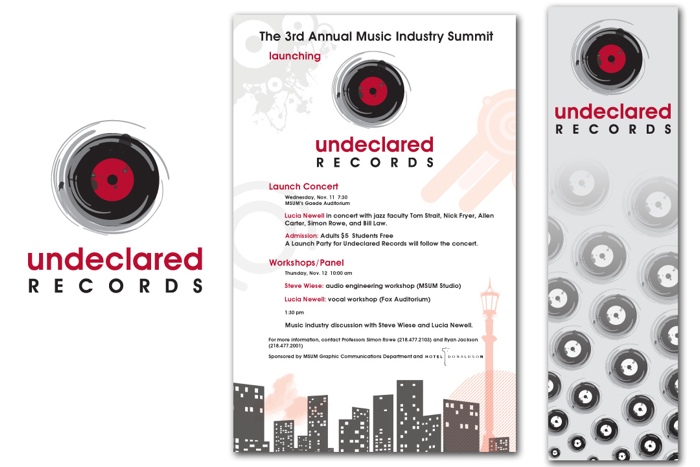 undeclared
RECORDS
The 3rd Annual Music Industry Summit
launching
undeclared
RECORDS
Launch Concert
Wednesday, Nov. 11 7:30
MSUM's Gaede Auditorium
Lucia Newell in concert with jazz faculty Tom Strait, Nick Fryer, Allen
Carter, Simon Rowe, and Bill Law.
Admission: Adults $5 Students Free
A Launch Party for Undeclared Records will follow the concert.
Workshops/Panel
Thursday, Nov. 12 10:00 am
Steve Wiese: audio engineering workshop (MSUM Studio)
Lucia Newell: vocal workshop (Fox Auditorium)
1:30 pm
Music industry discussion with Steve Wiese and Lucia Newell.
For more information, contact Professors Simon Rowe (218.477.2103) and Ryan Jackson
(218.477.2001)
Sponsored by MSUM Graphic Communications Department and HOTEL DONALDSON
undeclared
RECORDS